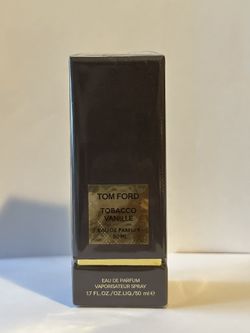 TOM FORD
TOBACCO
VANILLE
EAU DE PARFUM
50 ML
EAU DE PARFUM
VAPORISATEUR SPRAY
1.7 FL.OZ./OZ.LIQ./50 ml ℮